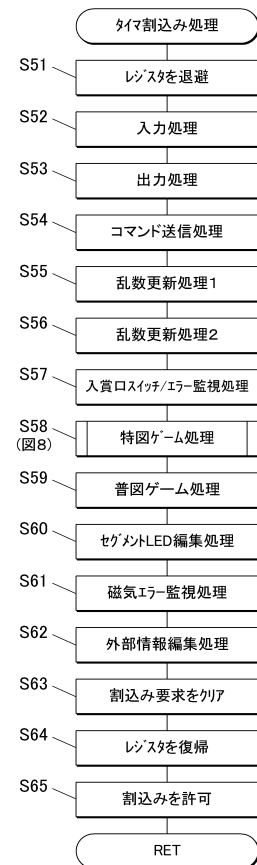 タイマ割込み処理
S51
レジスタを退避
S52
入力処理
S53
出力処理
S54
コマンド送信処理
S55
乱数更新処理1
S56
乱数更新処理2
S57
入賞口スイッチ/エラー監視処理
S58
(図8)
特図ゲーム処理
S59
普図ゲーム処理
S60
セグメントLED編集処理
S61
磁気エラー監視処理
S62
外部情報編集処理
S63
割込み要求をクリア
S64
レジスタを復帰
S65
割込みを許可
RET